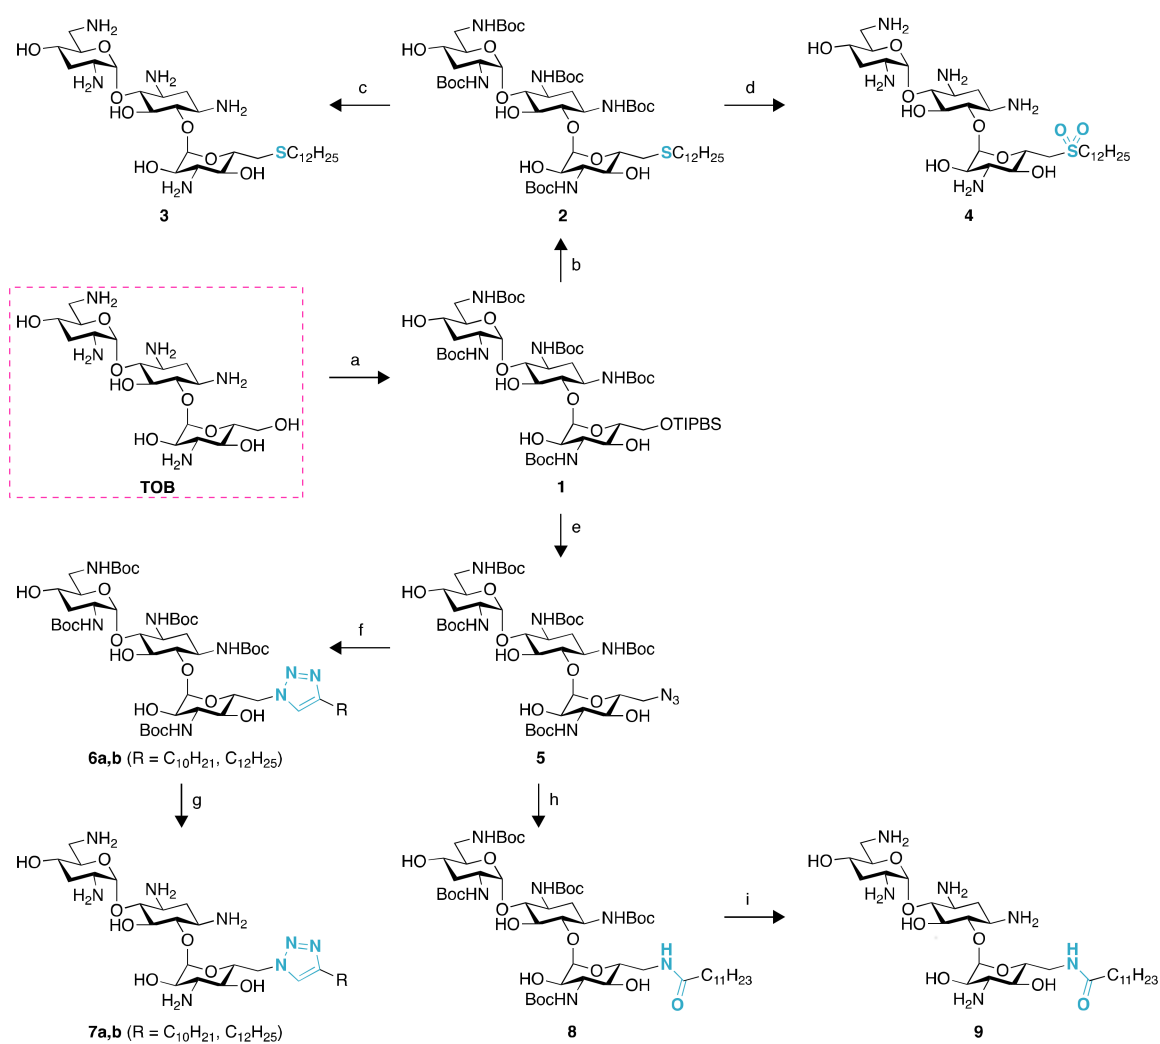 NH2
HO
O
H2N
O
NH2
NH2
HO
O
O
S
C12H25
HO
OH
H2N
3
c
NHBoc
HO
O
BocHN
O
NHBoc
NHBoc
HO
O
O
S
C12H25
HO
OH
BocHN
2
d
NH2
HO
O
H2N
O
NH2
NH2
HO
O
O O
S
C12H25
O
HO
OH
H2N
4
b
NH2
HO
O
H2N
O
NH2
NH2
HO
O
O
OH
HO
OH
H2N
TOB
a
NHBoc
HO
O
BocHN
O
NHBoc
NHBoc
HO
O
O
OTIPBS
HO
OH
BocHN
1
e
NHBoc
HO
O
BocHN
O
NHBoc
NHBoc
HO
O
N=N
N
O
R
HO
OH
BocHN
6a,b (R = C10H21, C12H25)
f
NHBoc
HO
O
BocHN
O
NHBoc
NHBoc
HO
O
O
N3
HO
OH
BocHN
5
g
h
NH2
HO
O
H2N
O
NH2
NH2
HO
O
N=N
N
O
R
HO
OH
H2N
7a,b (R = C10H21, C12H25)
NHBoc
HO
O
BocHN
O
NHBoc
NHBoc
HO
O
H
N
O
C11H23
HO
OH
O
BocHN
8
i
NH2
HO
O
H2N
O
NH2
NH2
HO
O
H
N
O
C11H23
HO
OH
O
H2N
9